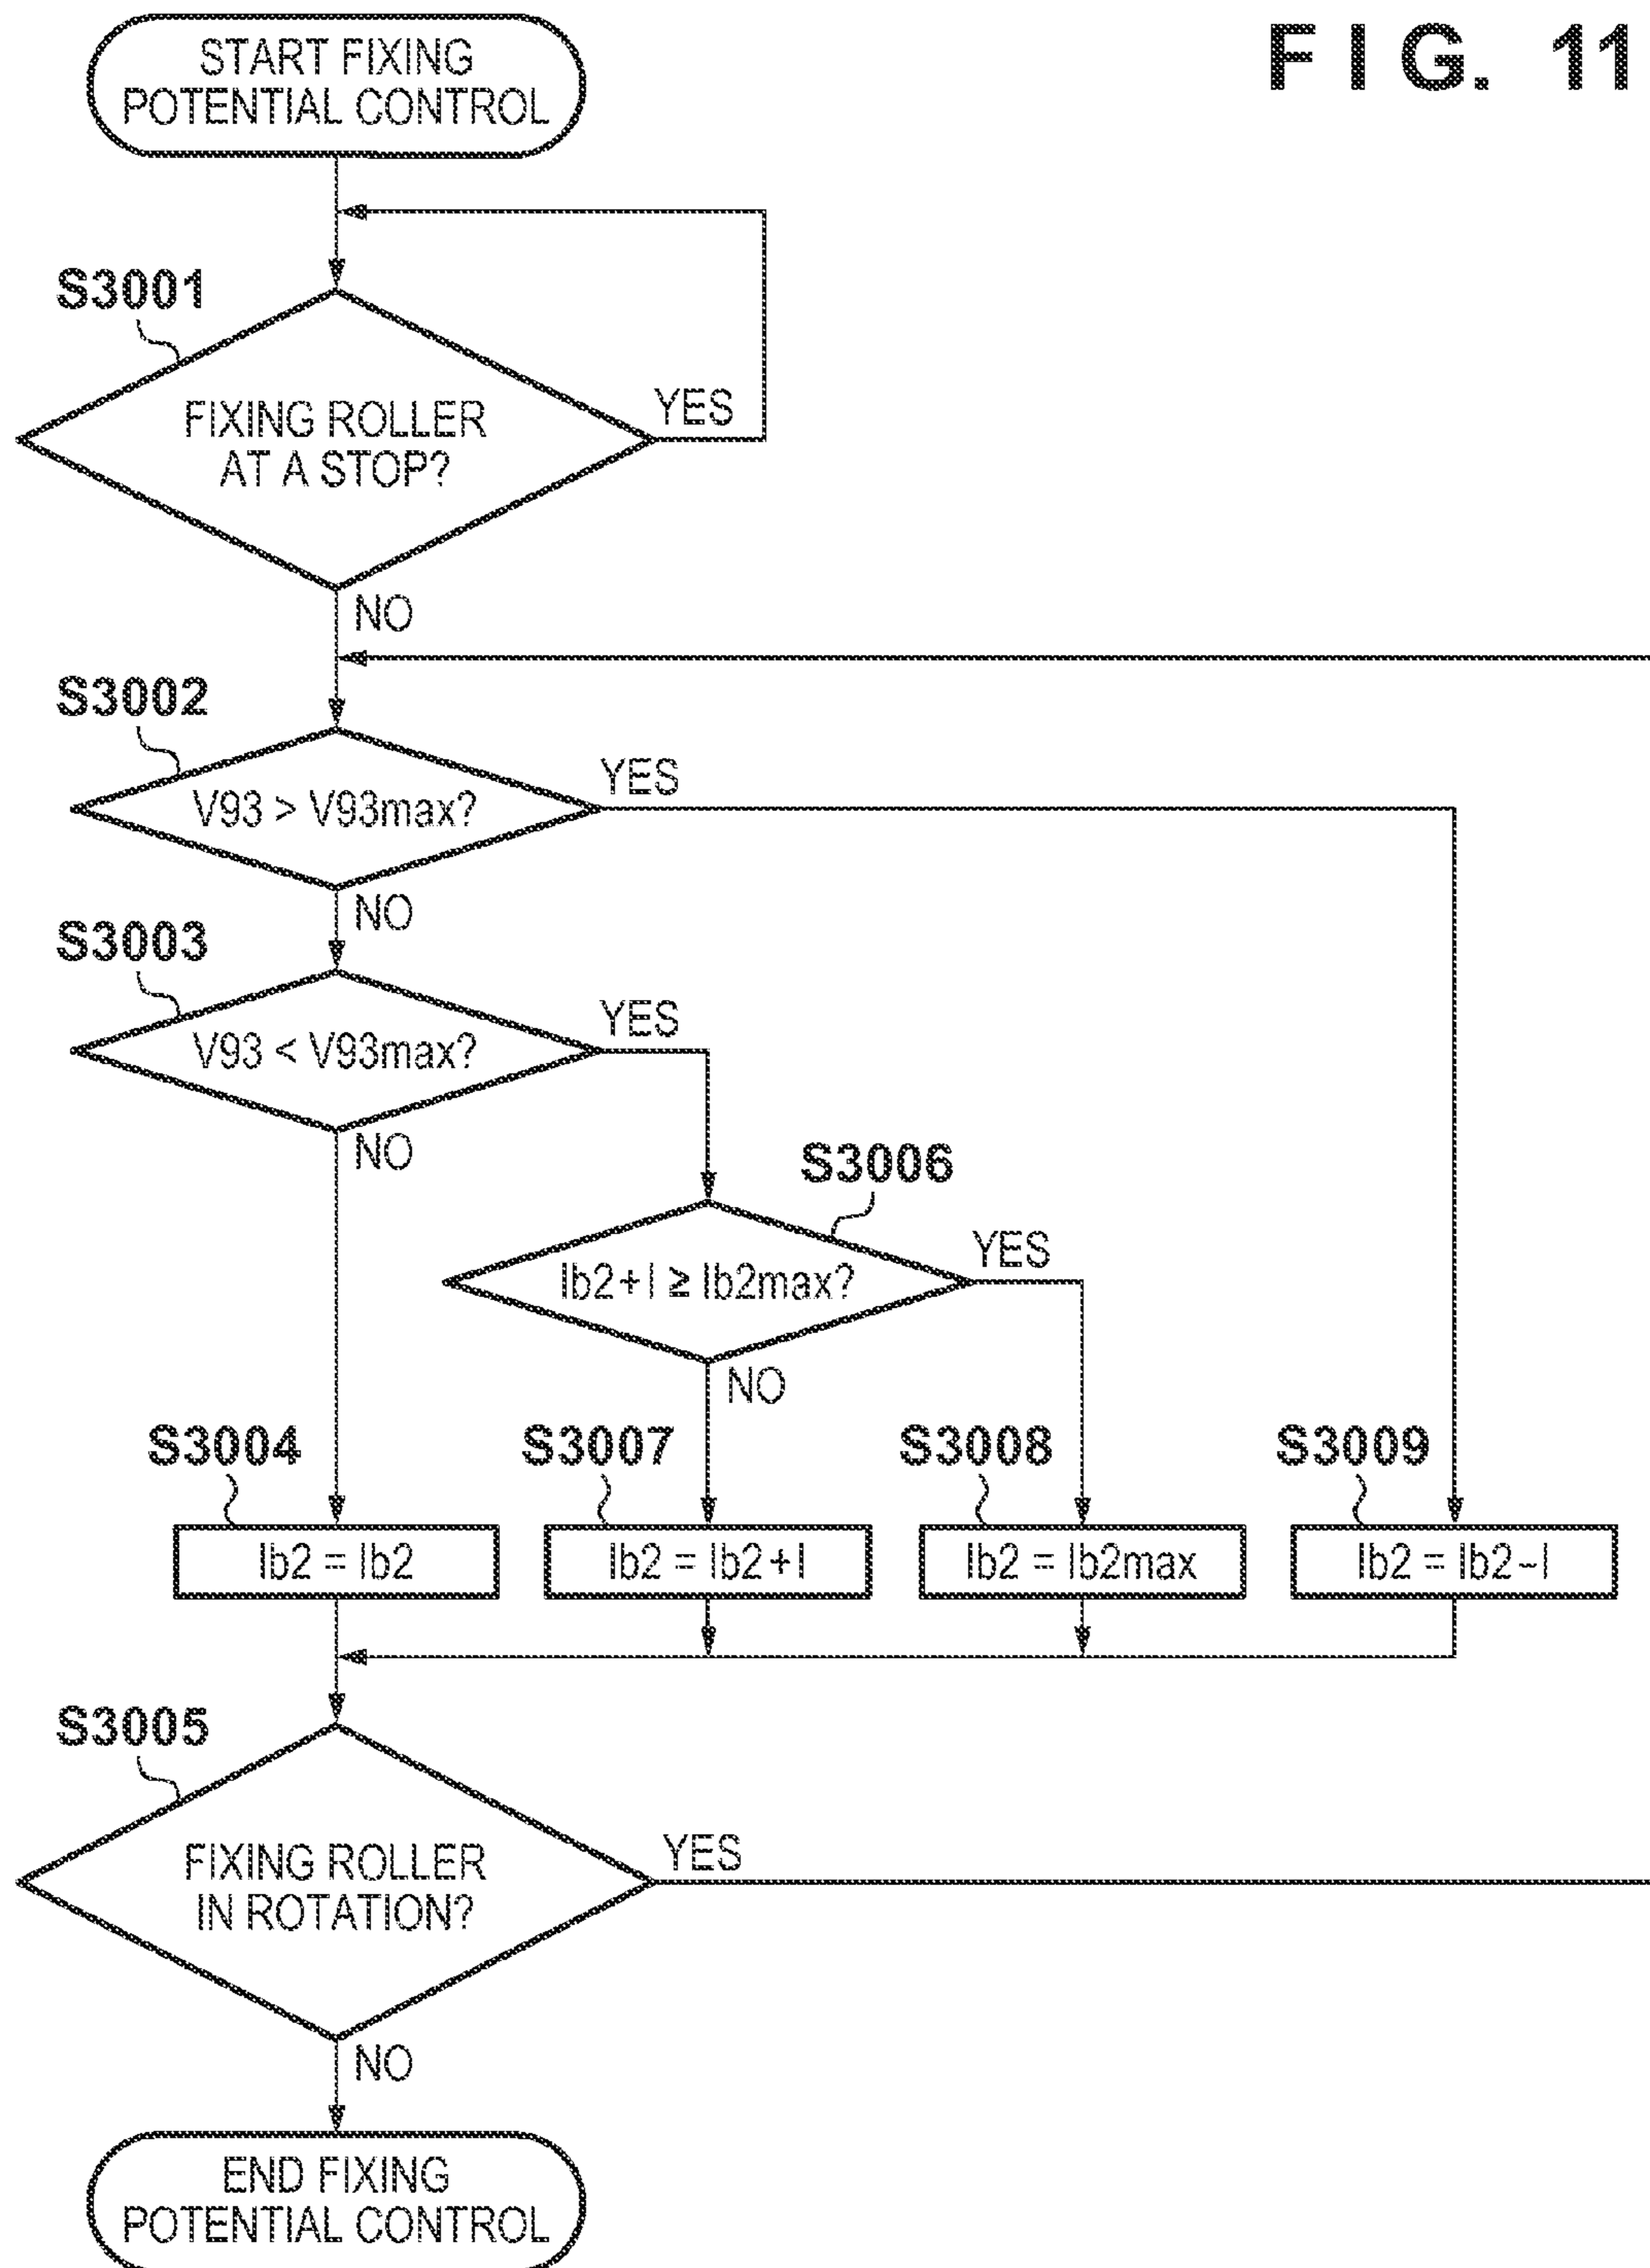 FIG. 11
START FIXING
POTENTIAL CONTROL
S3001
FIXING ROLLER
AT A STOP?
YES
NO
S3002
V93 > V93max?
YES
NO
S3003
V93 < V93max?
YES
NO
S3006
Ib2+I ≥ Ib2max?
YES
NO
S3004
Ib2 = Ib2
S3007
Ib2 = Ib2+I
S3008
Ib2 = Ib2max
S3009
Ib2 = Ib2-I
S3005
FIXING ROLLER
IN ROTATION?
YES
NO
END FIXING
POTENTIAL CONTROL